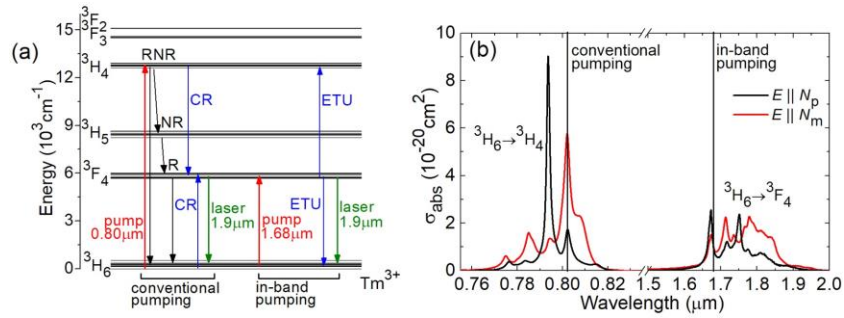 (a)
Energy (10³cm⁻¹)
15
12
9
6
3
0
³F₂
³F₃
³H₄
³H₅
³F₄
³H₆
RNR
NR
R
CR
ETU
CR
ETU
pump
0.80μm
laser
1.9μm
pump
1.68μm
laser
1.9μm
conventional
pumping
in-band
pumping
Tm³⁺
(b)
conventional
pumping
in-band
pumping
E || Nₚ
E || Nₘ
³H₆→³H₄
³H₆→³F₄
σabs (10⁻²⁰cm²)
10
8
6
4
2
0
0.76 0.78 0.80 0.82 1.5 1.6 1.7 1.8 1.9 2.0
Wavelength (μm)